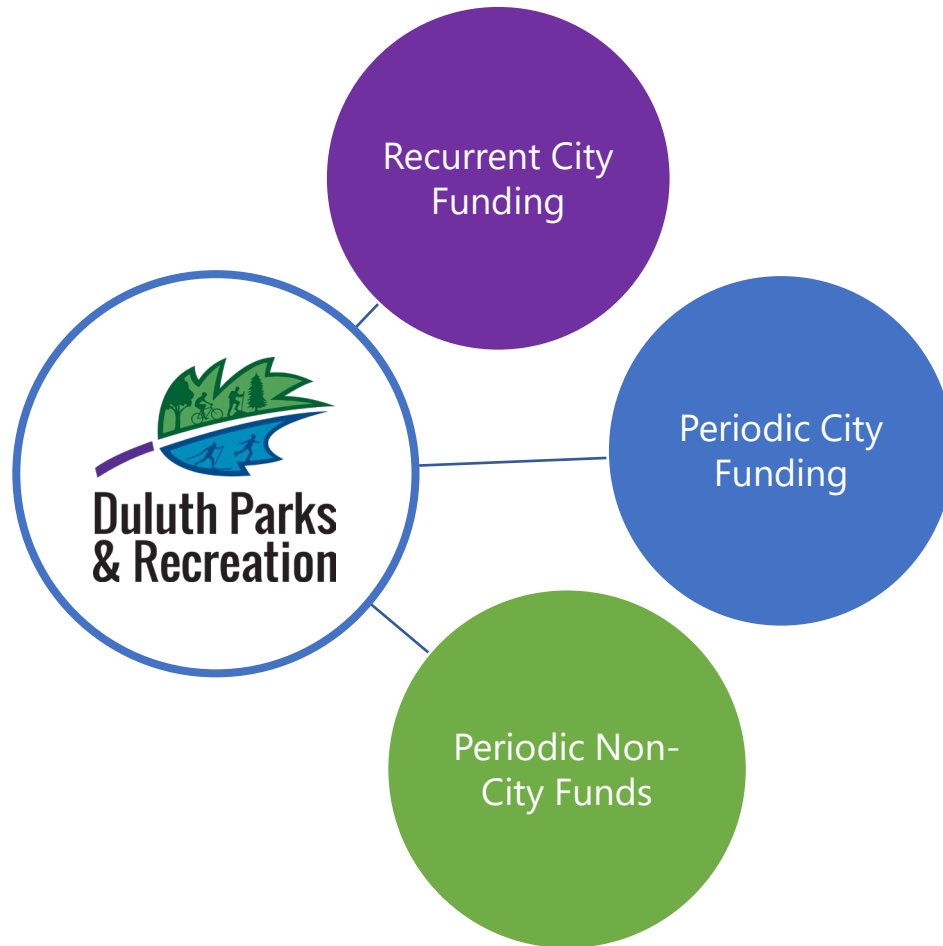 Recurrent City
Funding
Periodic City
Funding
Duluth Parks
& Recreation
Periodic Non-
City Funds